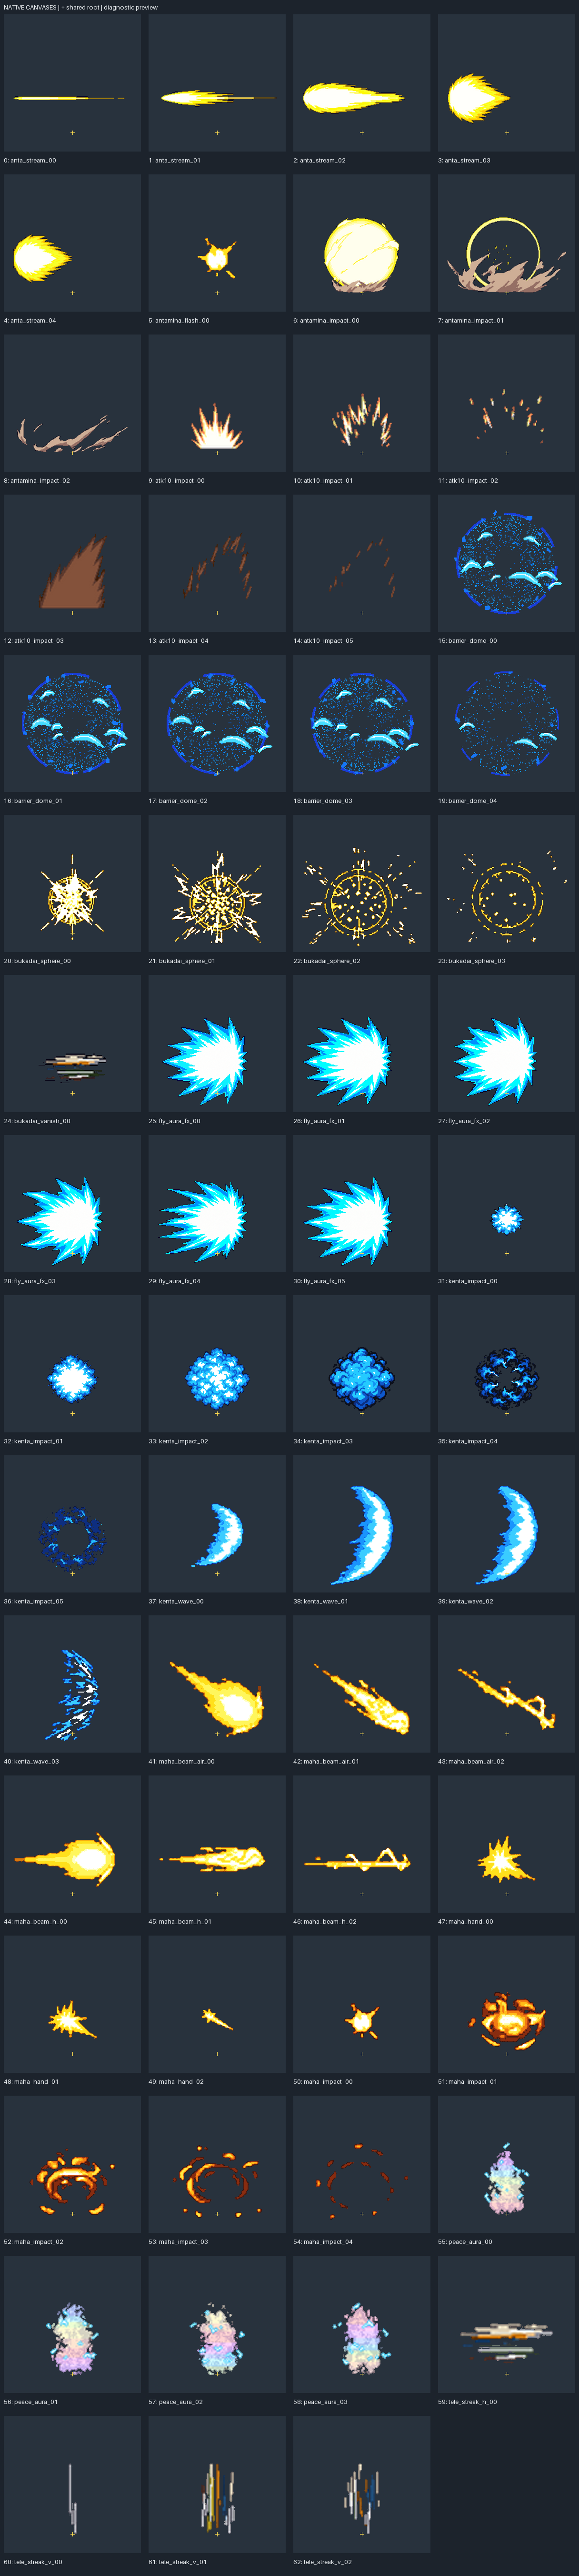 NATIVE CANVASES | + shared root | diagnostic preview
0: anta_stream_00
1: anta_stream_01
2: anta_stream_02
3: anta_stream_03
4: anta_stream_04
5: antamina_flash_00
6: antamina_impact_00
7: antamina_impact_01
8: antamina_impact_02
9: atk10_impact_00
10: atk10_impact_01
11: atk10_impact_02
12: atk10_impact_03
13: atk10_impact_04
14: atk10_impact_05
15: barrier_dome_00
16: barrier_dome_01
17: barrier_dome_02
18: barrier_dome_03
19: barrier_dome_04
20: bukadai_sphere_00
21: bukadai_sphere_01
22: bukadai_sphere_02
23: bukadai_sphere_03
24: bukadai_vanish_00
25: fly_aura_fx_00
26: fly_aura_fx_01
27: fly_aura_fx_02
28: fly_aura_fx_03
29: fly_aura_fx_04
30: fly_aura_fx_05
31: kenta_impact_00
32: kenta_impact_01
33: kenta_impact_02
34: kenta_impact_03
35: kenta_impact_04
36: kenta_impact_05
37: kenta_wave_00
38: kenta_wave_01
39: kenta_wave_02
40: kenta_wave_03
41: maha_beam_air_00
42: maha_beam_air_01
43: maha_beam_air_02
44: maha_beam_h_00
45: maha_beam_h_01
46: maha_beam_h_02
47: maha_hand_00
48: maha_hand_01
49: maha_hand_02
50: maha_impact_00
51: maha_impact_01
52: maha_impact_02
53: maha_impact_03
54: maha_impact_04
55: peace_aura_00
56: peace_aura_01
57: peace_aura_02
58: peace_aura_03
59: tele_streak_h_00
60: tele_streak_v_00
61: tele_streak_v_01
62: tele_streak_v_02